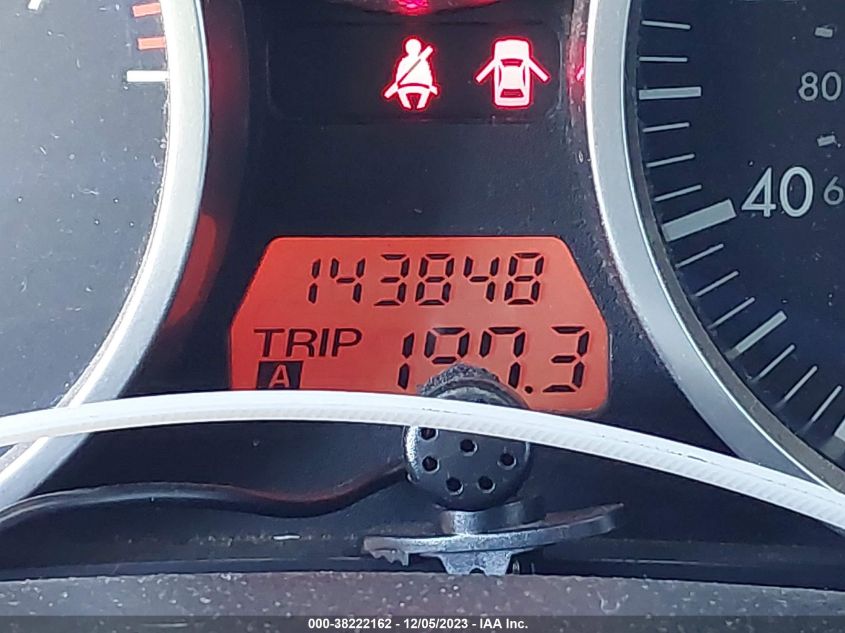 80
40
143848
TRIP 197.3
A
000-38222162 - 12/05/2023 - IAA Inc.